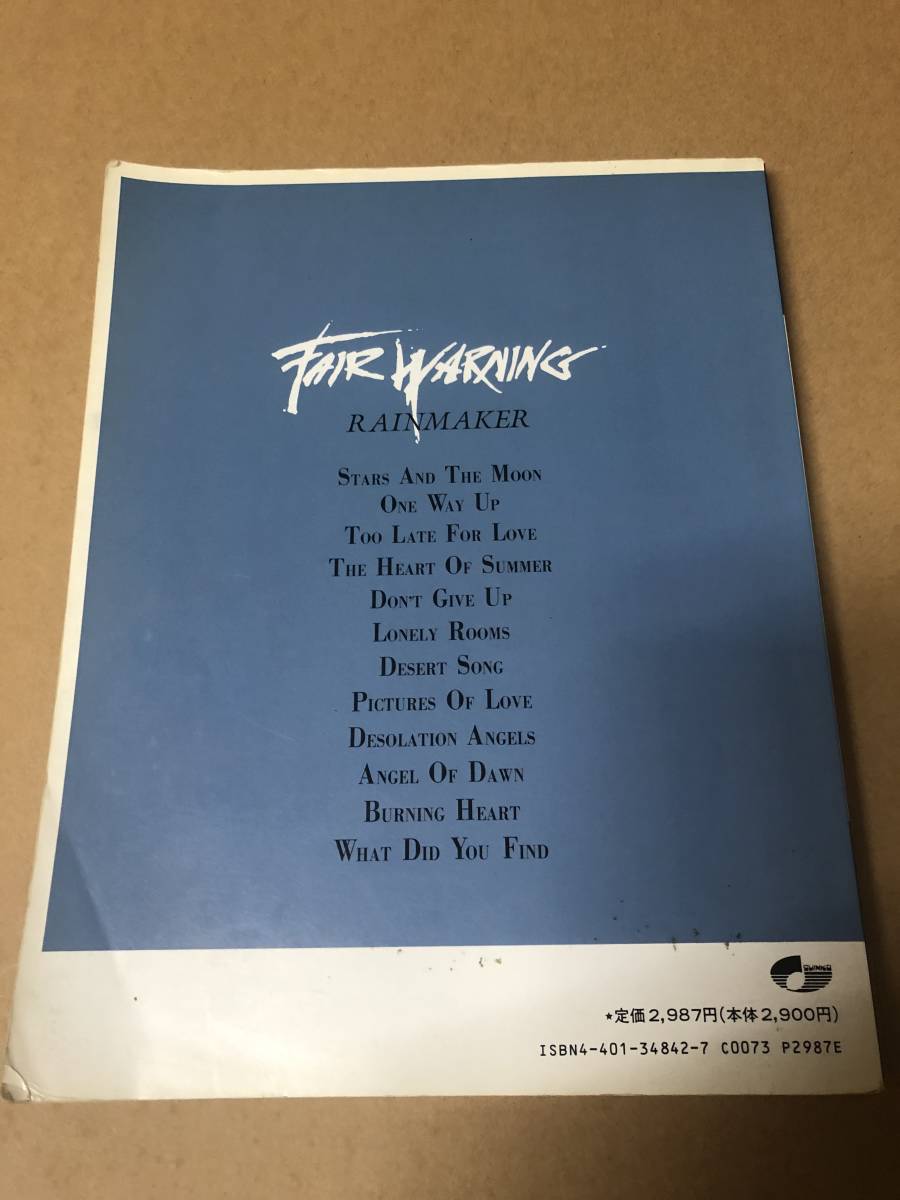 FAIR WARNING
RAINMAKER
STARS AND THE MOON
ONE WAY UP
TOO LATE FOR LOVE
THE HEART OF SUMMER
DON'T GIVE UP
LONELY ROOMS
DESERT SONG
PICTURES OF LOVE
DESOLATION ANGELS
ANGEL OF DAWN
BURNING HEART
WHAT DID YOU FIND
★定価2,987円(本体2,900円)
ISBN4-401-34842-7 C0073 P2987E